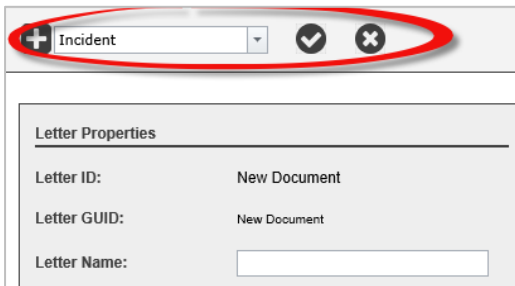 Incident
Letter Properties
Letter ID: New Document
Letter GUID: New Document
Letter Name: